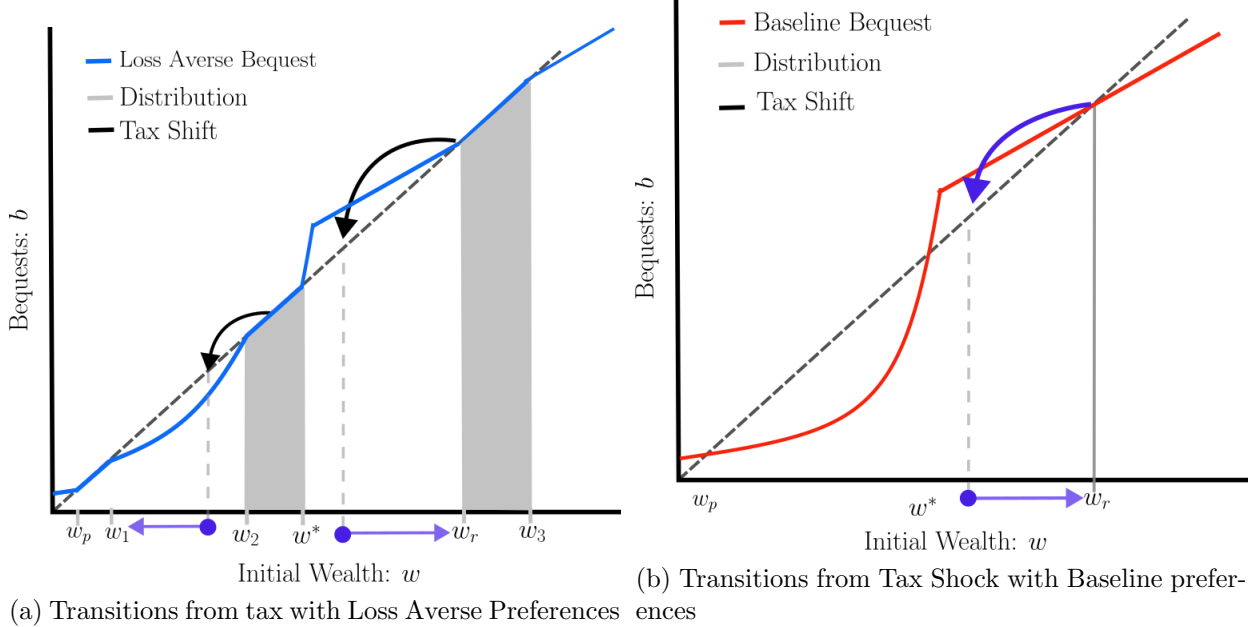 Loss Averse Bequest
Distribution
Tax Shift
Bequests: b
w_p
w_1
w_2
w*
w_r
w_3
Initial Wealth: w
(a) Transitions from tax with Loss Averse Preferences
Baseline Bequest
Distribution
Tax Shift
Bequests: b
w_p
w*
w_r
Initial Wealth: w
(b) Transitions from Tax Shock with Baseline prefer-
ences